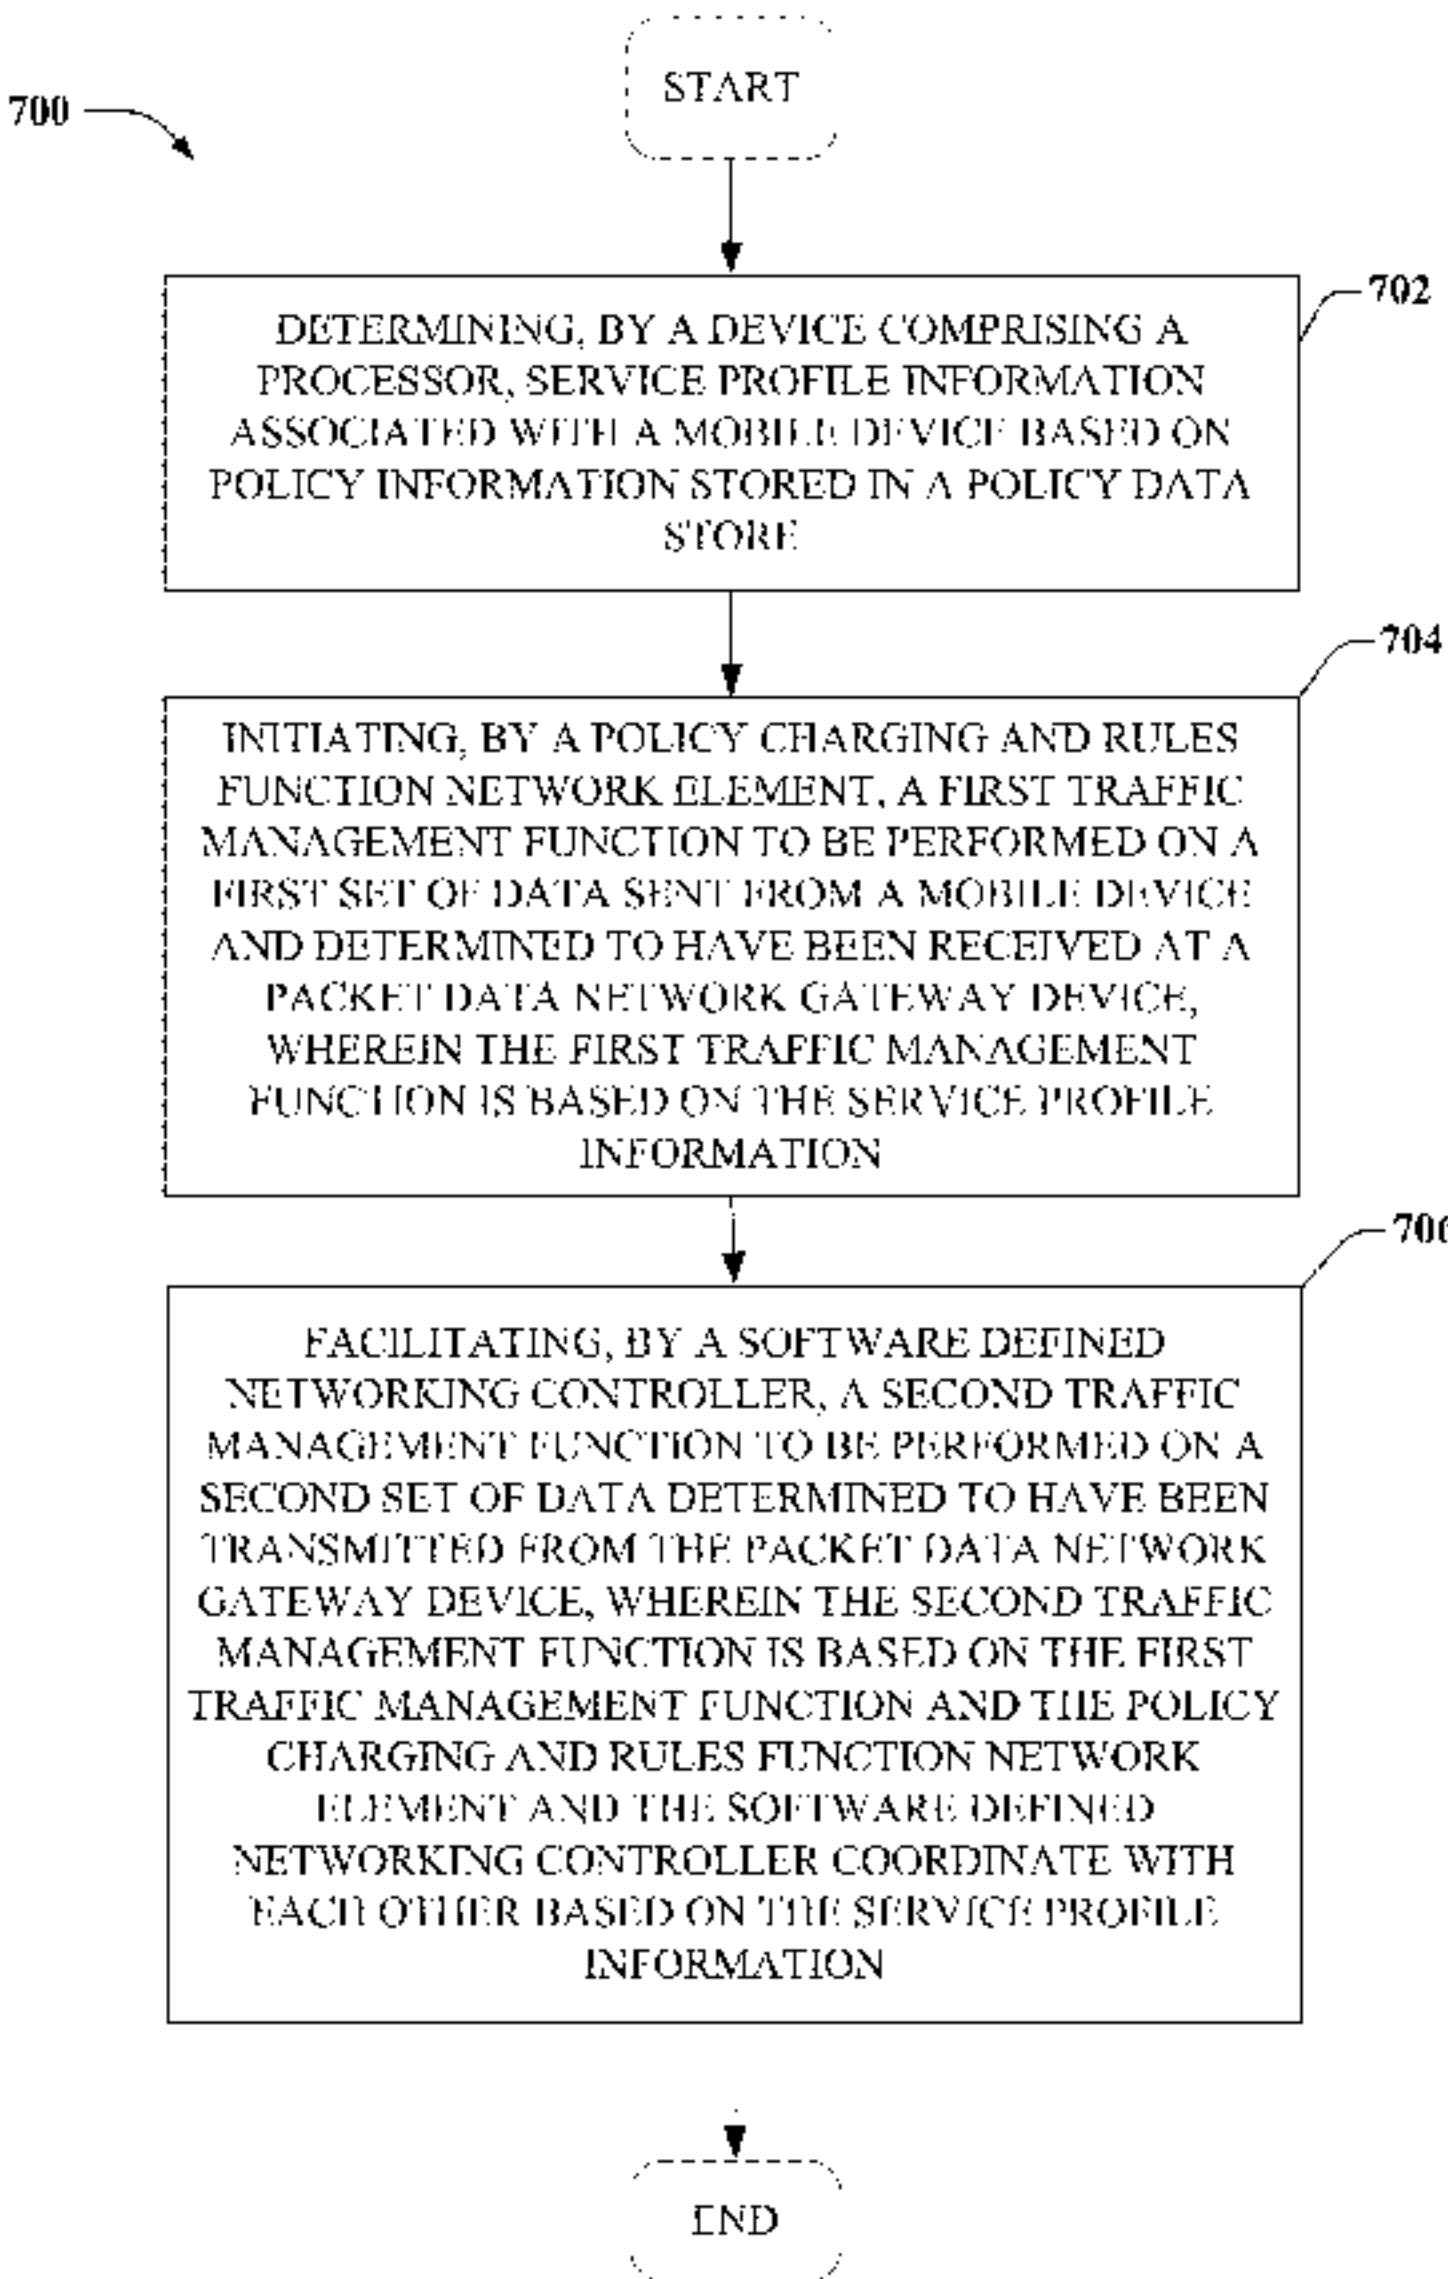 START
700
702
DETERMINING, BY A DEVICE COMPRISING A
PROCESSOR, SERVICE PROFILE INFORMATION
ASSOCIATED WITH A MOBILE DEVICE BASED ON
POLICY INFORMATION STORED IN A POLICY DATA
STORE
704
INITIATING, BY A POLICY CHARGING AND RULES
FUNCTION NETWORK ELEMENT, A FIRST TRAFFIC
MANAGEMENT FUNCTION TO BE PERFORMED ON A
FIRST SET OF DATA SENT FROM A MOBILE DEVICE
AND DETERMINED TO HAVE BEEN RECEIVED AT A
PACKET DATA NETWORK GATEWAY DEVICE,
WHEREIN THE FIRST TRAFFIC MANAGEMENT
FUNCTION IS BASED ON THE SERVICE PROFILE
INFORMATION
706
FACILITATING, BY A SOFTWARE DEFINED
NETWORKING CONTROLLER, A SECOND TRAFFIC
MANAGEMENT FUNCTION TO BE PERFORMED ON A
SECOND SET OF DATA DETERMINED TO HAVE BEEN
TRANSMITTED FROM THE PACKET DATA NETWORK
GATEWAY DEVICE, WHEREIN THE SECOND TRAFFIC
MANAGEMENT FUNCTION IS BASED ON THE FIRST
TRAFFIC MANAGEMENT FUNCTION AND THE POLICY
CHARGING AND RULES FUNCTION NETWORK
ELEMENT AND THE SOFTWARE DEFINED
NETWORKING CONTROLLER COORDINATE WITH
EACH OTHER BASED ON THE SERVICE PROFILE
INFORMATION
END